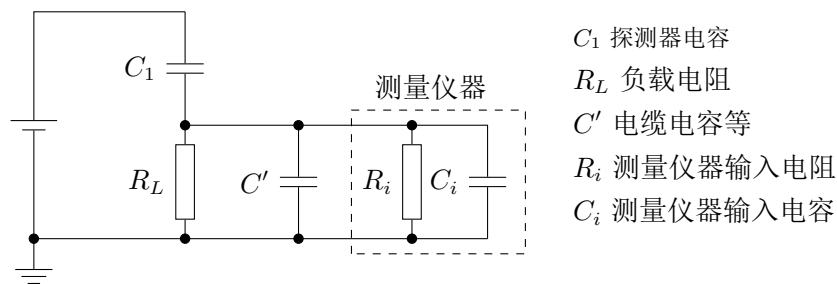 C₁
测量仪器
R_L
C′
R_i
C_i
C₁ 探测器电容
R_L 负载电阻
C′ 电缆电容等
R_i 测量仪器输入电阻
C_i 测量仪器输入电容